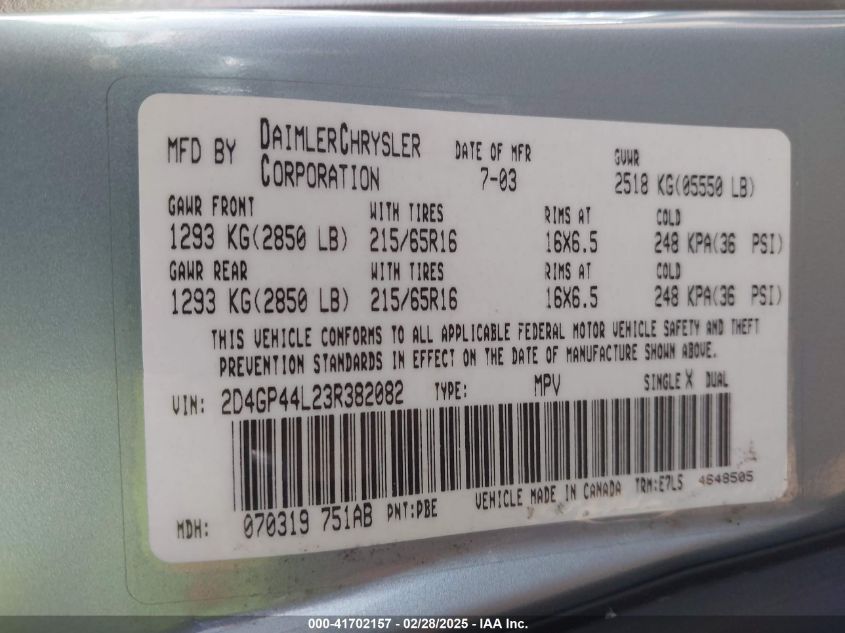 MFD BY DAIMLERCHRYSLER CORPORATION DATE OF MFR 7-03 GVWR 2518 KG(05550 LB)
GAWR FRONT WITH TIRES RIMS AT COLD
1293 KG(2850 LB) 215/65R16 16X6.5 248 KPA(36 PSI)
GAWR REAR WITH TIRES RIMS AT COLD
1293 KG(2850 LB) 215/65R16 16X6.5 248 KPA(36 PSI)
THIS VEHICLE CONFORMS TO ALL APPLICABLE FEDERAL MOTOR VEHICLE SAFETY AND THEFT
PREVENTION STANDARDS IN EFFECT ON THE DATE OF MANUFACTURE SHOWN ABOVE.
VIN: 2D4GP44L23R382082 TYPE: MPV SINGLE X DUAL
MDH: 070319 751AB PNT:PBE VEHICLE MADE IN CANADA TRM:E7L5 4648505
000-41702157 - 02/28/2025 - IAA Inc.